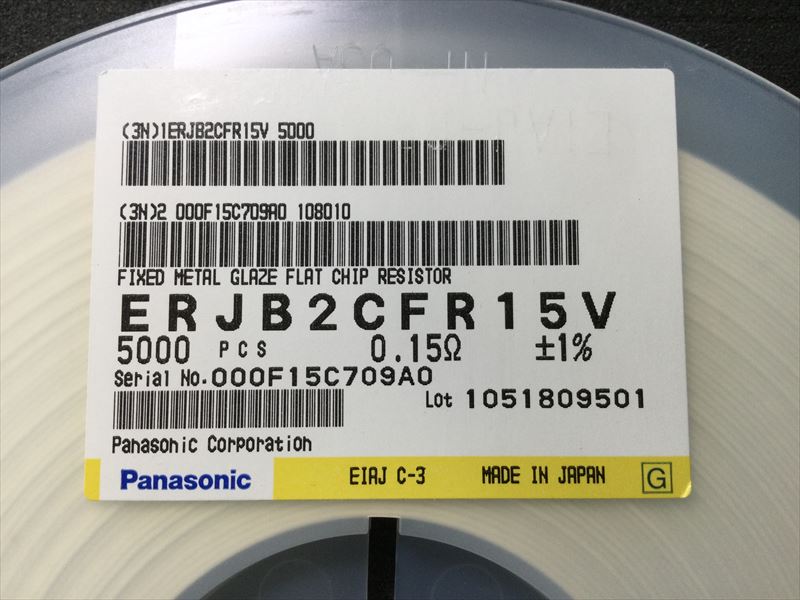 (3N)1ERJB2CFR15V 5000
(3N)2 000F15C709A0 108010
FIXED METAL GLAZE FLAT CHIP RESISTOR
ERJB2CFR15V
5000 PCS 0.15Ω ±1%
Serial No.000F15C709A0
Lot 1051809501
Panasonic Corporation
Panasonic EIAJ C-3 MADE IN JAPAN G